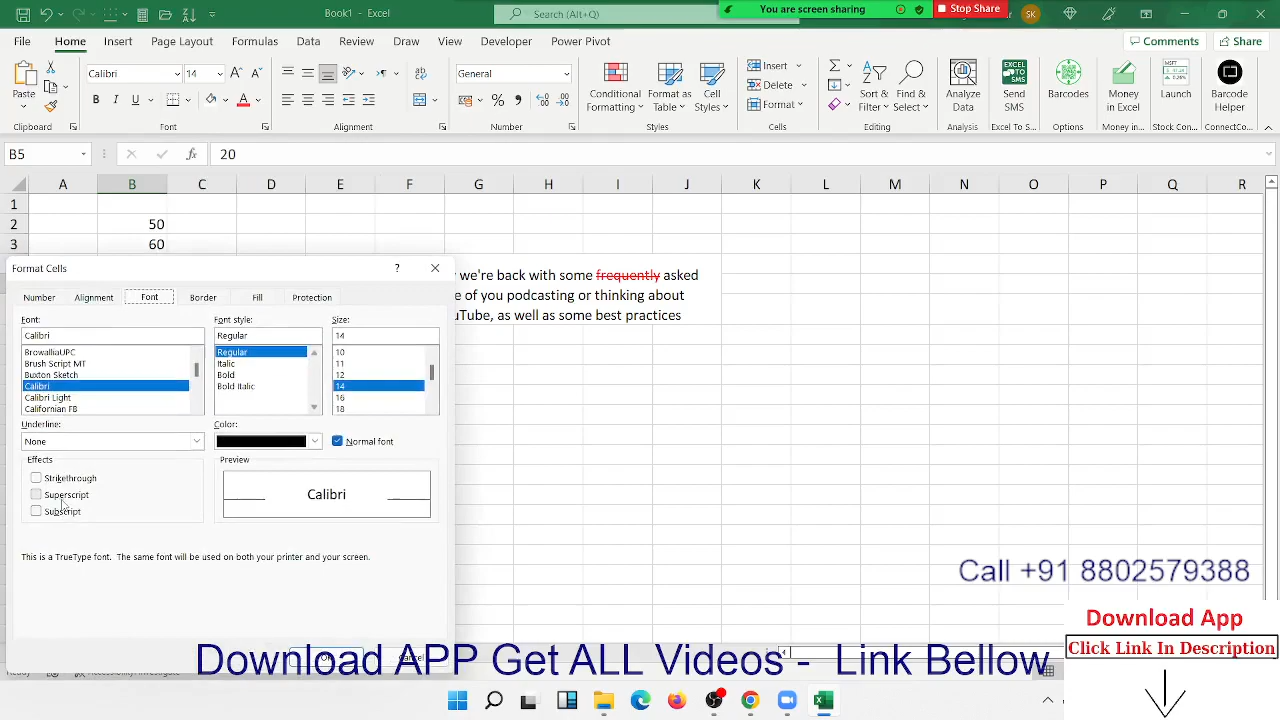 Book1 - Excel
Search (Alt+Q)
You are screen sharing
Stop Share
SK
File Home Insert Page Layout Formulas Data Review Draw View Developer Power Pivot
Comments Share
Paste
Calibri 14
General
Conditional Formatting
Format as Table
Cell Styles
Insert
Delete
Format
Sort & Filter
Find & Select
Analyze Data
Send SMS
Barcodes
Money in Excel
Launch
Barcode Helper
Clipboard Font Alignment Number Styles Cells Editing Analysis Excel To S... Options Money in... Stock Con... ConnectCo...
B5 fx 20
A B C D E F G H I J K L M N O P Q R
1
2 50
3 60
we're back with some frequently asked
e of you podcasting or thinking about
uTube, as well as some best practices
Format Cells ?
Number Alignment Font Border Fill Protection
Font: Font style: Size:
Calibri Regular 14
BrowalliaUPC Regular 10
Brush Script MT Italic 11
Buxton Sketch Bold 12
Calibri Bold Italic 14
Calibri Light 16
Californian FB 18
Underline: Color:
None Normal font
Effects Preview
Strikethrough
Superscript
Subscript
Calibri
This is a TrueType font. The same font will be used on both your printer and your screen.
Call +91 8802579388
Download App
Click Link In Description
Download APP Get ALL Videos - Link Bellow